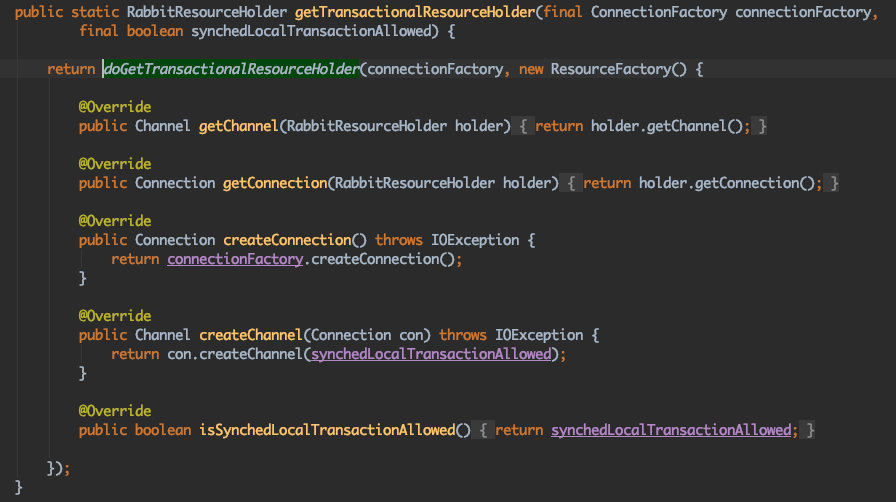 public static RabbitResourceHolder getTransactionalResourceHolder(final ConnectionFactory connectionFactory,
        final boolean synchedLocalTransactionAllowed) {
    return doGetTransactionalResourceHolder(connectionFactory, new ResourceFactory() {
        @Override
        public Channel getChannel(RabbitResourceHolder holder) { return holder.getChannel(); }
        @Override
        public Connection getConnection(RabbitResourceHolder holder) { return holder.getConnection(); }
        @Override
        public Connection createConnection() throws IOException {
            return connectionFactory.createConnection();
        }
        @Override
        public Channel createChannel(Connection con) throws IOException {
            return con.createChannel(synchedLocalTransactionAllowed);
        }
        @Override
        public boolean isSynchedLocalTransactionAllowed() { return synchedLocalTransactionAllowed; }
    });
}